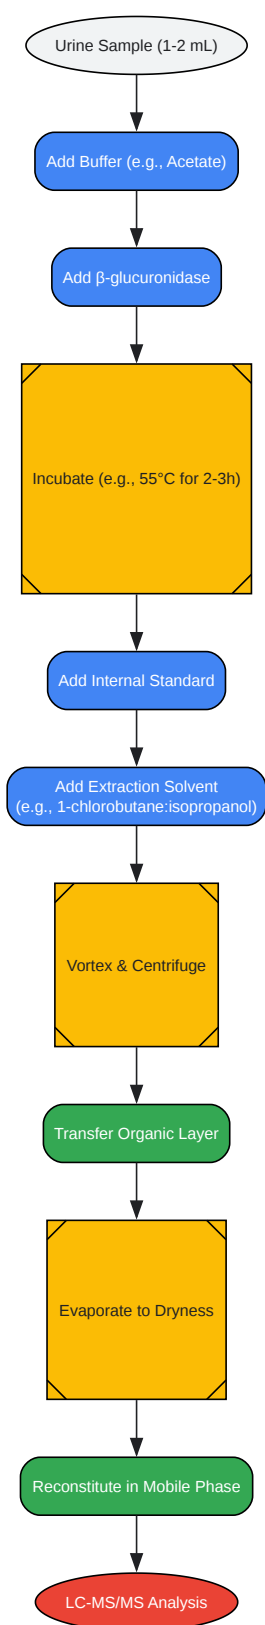 Urine Sample (1-2 mL)
Add Buffer (e.g., Acetate)
Add β-glucuronidase
Incubate (e.g., 55°C for 2-3h)
Add Internal Standard
Add Extraction Solvent
(e.g., 1-chlorobutane:isopropanol)
Vortex & Centrifuge
Transfer Organic Layer
Evaporate to Dryness
Reconstitute in Mobile Phase
LC-MS/MS Analysis